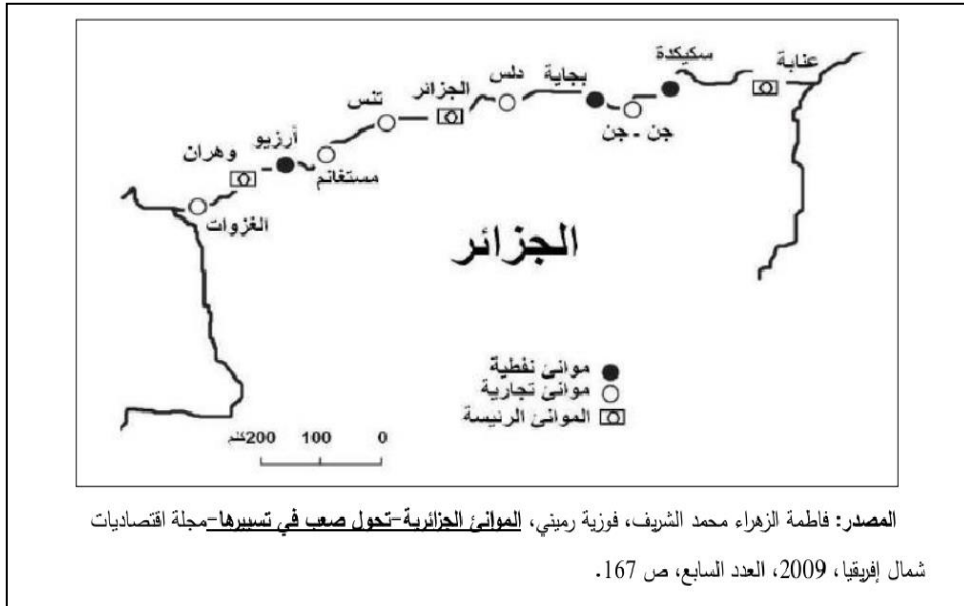 عنابة
سكيكدة
جن - جن
بجاية
دلس
الجزائر
تنس
مستغانم
أرزيو
وهران
الغزوات
الجزائر
موانئ نفطية
موانئ تجارية
الموانئ الرئيسة
0 100 200كلم
المصدر: فاطمة الزهراء محمد الشريف، فوزية رميني، الموانئ الجزائرية-تحول صعب في تسييرها-مجلة اقتصاديات
شمال إفريقيا، 2009، العدد السابع، ص 167.